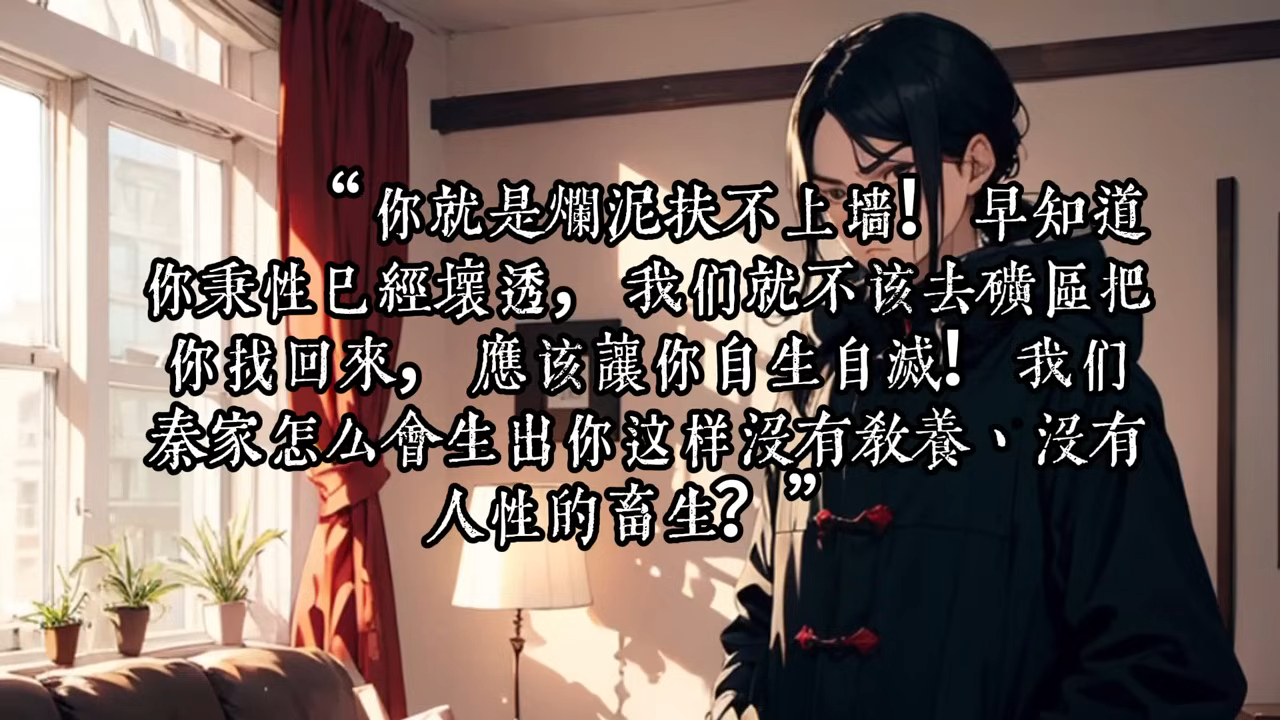 “你就是爛泥扶不上墙！早知道
你秉性已經壞透，我们就不该去礦區把
你找回來，應该讓你自生自滅！我们
秦家怎么會生出你这样沒有教養、沒有
人性的畜生？”